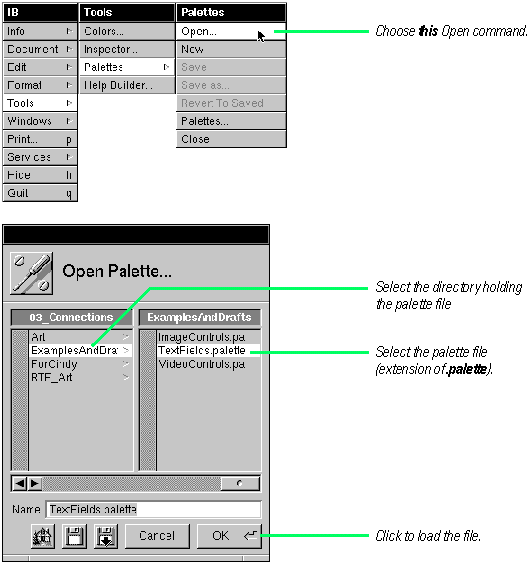 IB
Info
Document
Edit
Format
Tools
Windows
Print... p
Services
Hide h
Quit q
Tools
Colors...
Inspector...
Palettes
Help Builder...
Palettes
Open...
New
Save
Save as...
Revert To Saved
Palettes...
Close
Choose this Open command.
Open Palette...
03_Connections
Art
ExamplesAndDraf
ForCindy
RTF_Art
ExamplesAndDrafts
ImageControls.pa
TextFields.palette
VideoControls.pa
Select the directory holding
the palette file
Select the palette file
(extension of .palette).
Name TextFields.palette
Cancel
OK
Click to load the file.